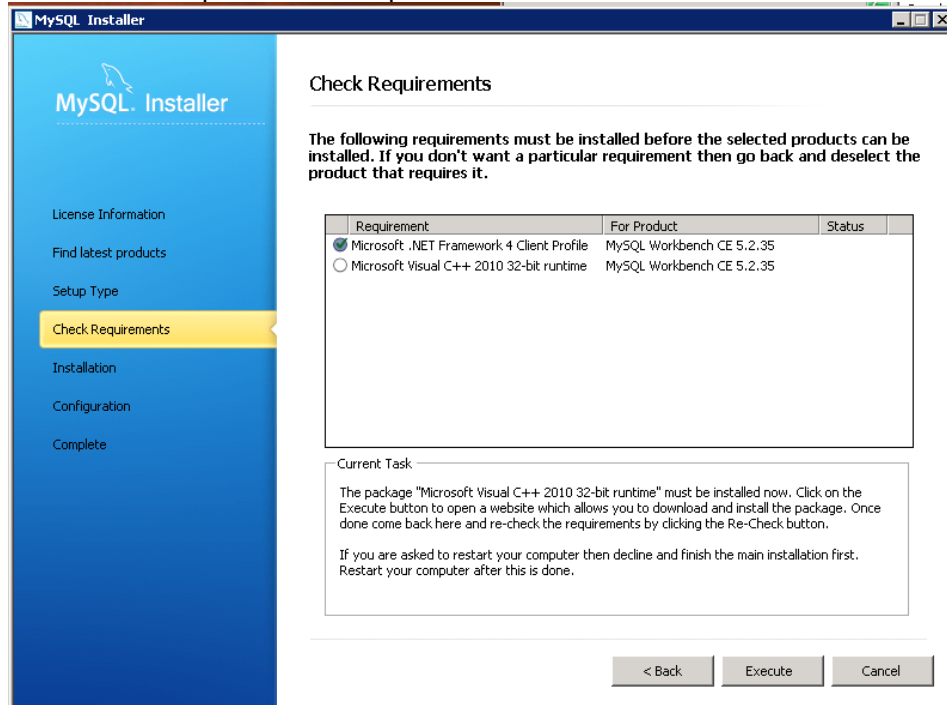 MySQL Installer
MySQL. Installer
Check Requirements
The following requirements must be installed before the selected products can be
installed. If you don't want a particular requirement then go back and deselect the
product that requires it.
License Information
Find latest products
Setup Type
Check Requirements
Installation
Configuration
Complete
Requirement For Product Status
Microsoft .NET Framework 4 Client Profile MySQL Workbench CE 5.2.35
Microsoft Visual C++ 2010 32-bit runtime MySQL Workbench CE 5.2.35
Current Task
The package "Microsoft Visual C++ 2010 32-bit runtime" must be installed now. Click on the
Execute button to open a website which allows you to download and install the package. Once
done come back here and re-check the requirements by clicking the Re-Check button.
If you are asked to restart your computer then decline and finish the main installation first.
Restart your computer after this is done.
< Back Execute Cancel